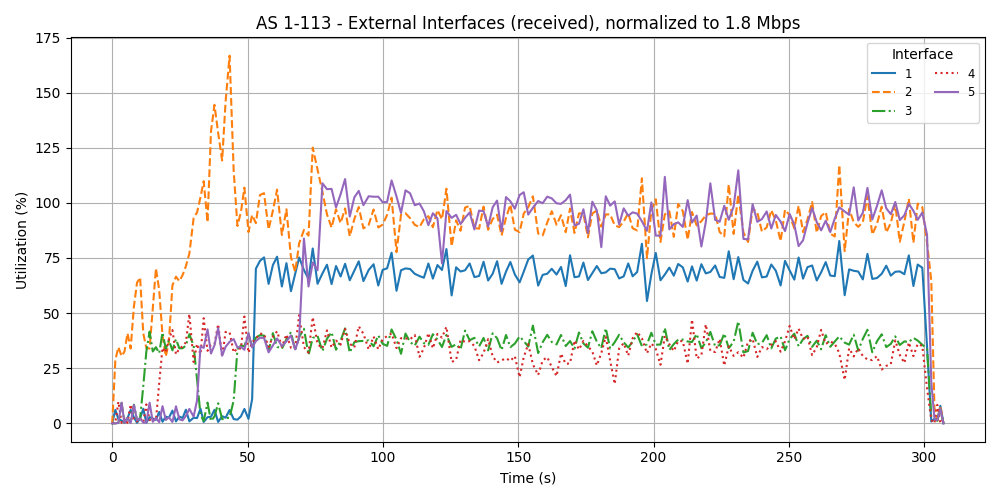 AS 1-113 - External Interfaces (received), normalized to 1.8 Mbps
Utilization (%)
175
150
125
100
75
50
25
0
0 50 100 150 200 250 300
Time (s)
Interface
1 4
2 5
3